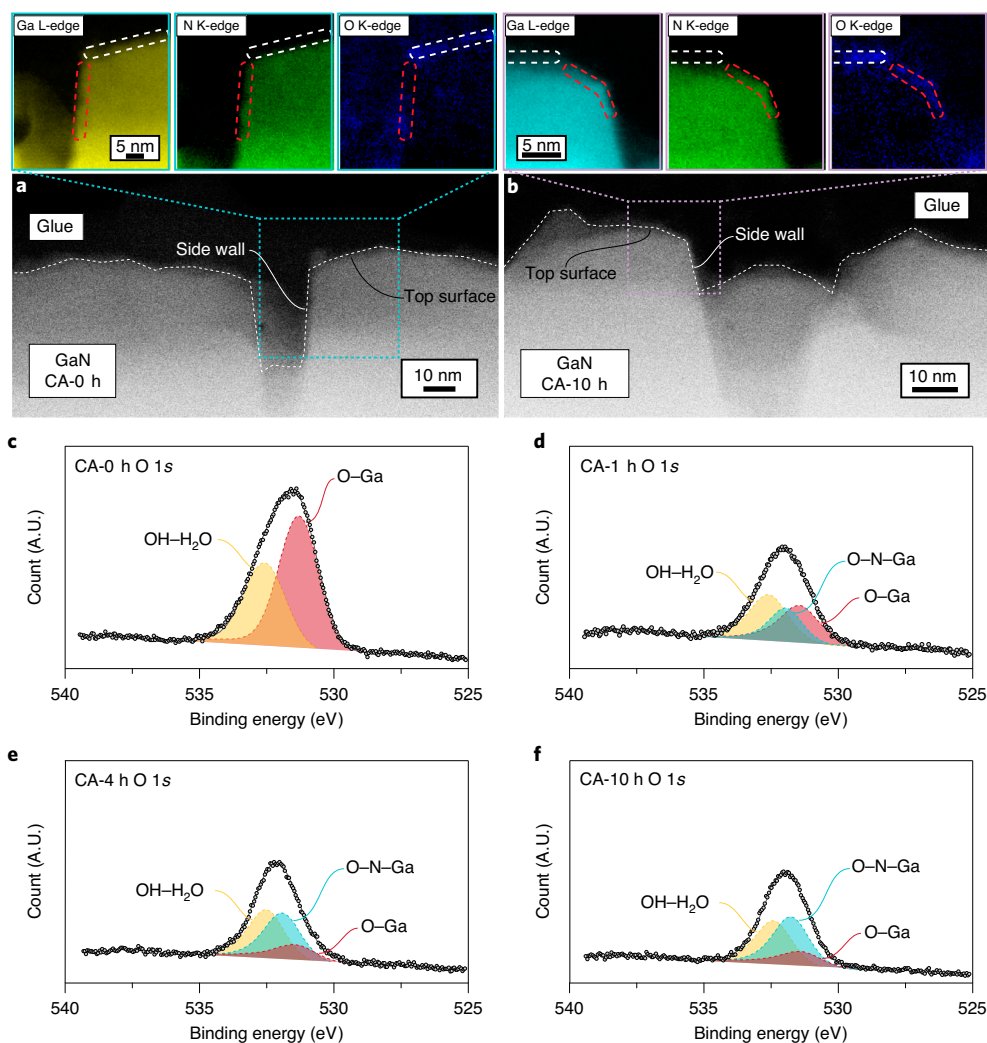 Ga L-edge
N K-edge
O K-edge
5 nm
Ga L-edge
N K-edge
O K-edge
5 nm
a
Glue
Side wall
Top surface
GaN
CA-0 h
10 nm
b
Glue
Side wall
Top surface
GaN
CA-10 h
10 nm
c
CA-0 h O 1s
O–Ga
OH–H₂O
Count (A.U.)
540 535 530 525
Binding energy (eV)
d
CA-1 h O 1s
O–N–Ga
OH–H₂O
O–Ga
Count (A.U.)
540 535 530 525
Binding energy (eV)
e
CA-4 h O 1s
O–N–Ga
OH–H₂O
O–Ga
Count (A.U.)
540 535 530 525
Binding energy (eV)
f
CA-10 h O 1s
O–N–Ga
OH–H₂O
O–Ga
Count (A.U.)
540 535 530 525
Binding energy (eV)